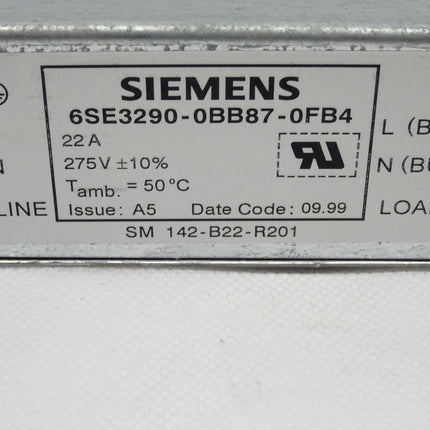 SIEMENS
6SE3290-0BB87-0FB4
22 A
275V ±10%
Tamb. = 50°C
Issue: A5 Date Code: 09.99
SM 142-B22-R201
LINE
L
N